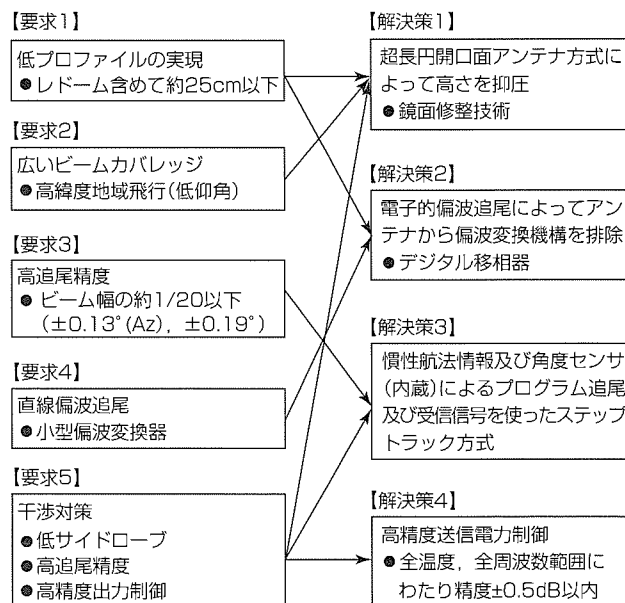 【要求1】
低プロファイルの実現
●レドーム含めて約25cm以下
【要求2】
広いビームカバレッジ
●高緯度地域飛行(低仰角)
【要求3】
高追尾精度
●ビーム幅の約1/20以下
(±0.13°(Az)，±0.19°)
【要求4】
直線偏波追尾
●小型偏波変換器
【要求5】
干渉対策
●低サイドローブ
●高追尾精度
●高精度出力制御
【解決策1】
超長円開口面アンテナ方式に
よって高さを抑圧
●鏡面修整技術
【解決策2】
電子的偏波追尾によってアン
テナから偏波変換機構を排除
●デジタル移相器
【解決策3】
慣性航法情報及び角度センサ
(内蔵)によるプログラム追尾
及び受信信号を使ったステップ
トラック方式
【解決策4】
高精度送信電力制御
●全温度，全周波数範囲に
わたり精度±0.5dB以内